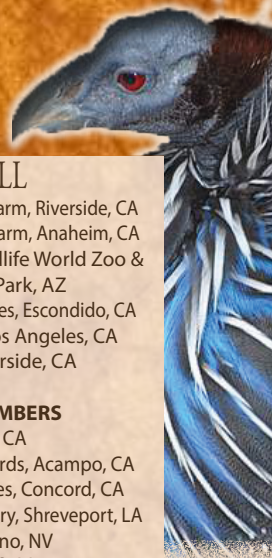 LL
arm, Riverside, CA
arm, Anaheim, CA
dlife World Zoo &
Park, AZ
es, Escondido, CA
os Angeles, CA
rside, CA
MBERS
CA
rds, Acampo, CA
es, Concord, CA
ry, Shreveport, LA
no, NV